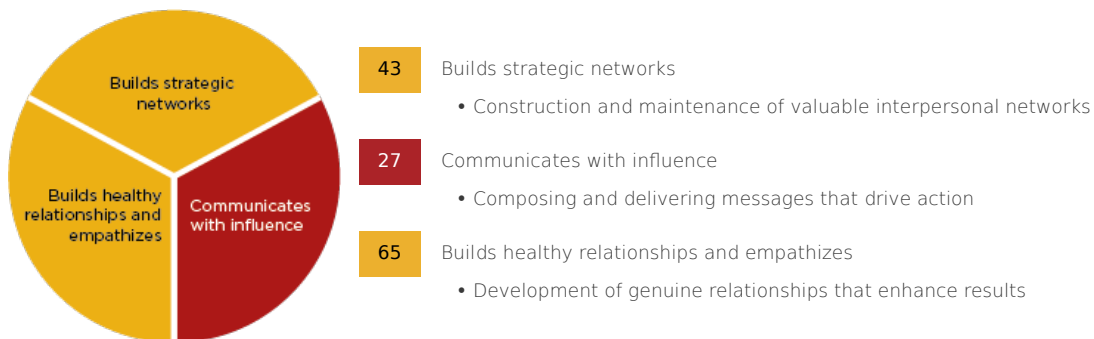 Builds strategic
networks
Builds healthy
relationships and
empathizes
Communicates
with influence
43 Builds strategic networks
• Construction and maintenance of valuable interpersonal networks
27 Communicates with influence
• Composing and delivering messages that drive action
65 Builds healthy relationships and empathizes
• Development of genuine relationships that enhance results